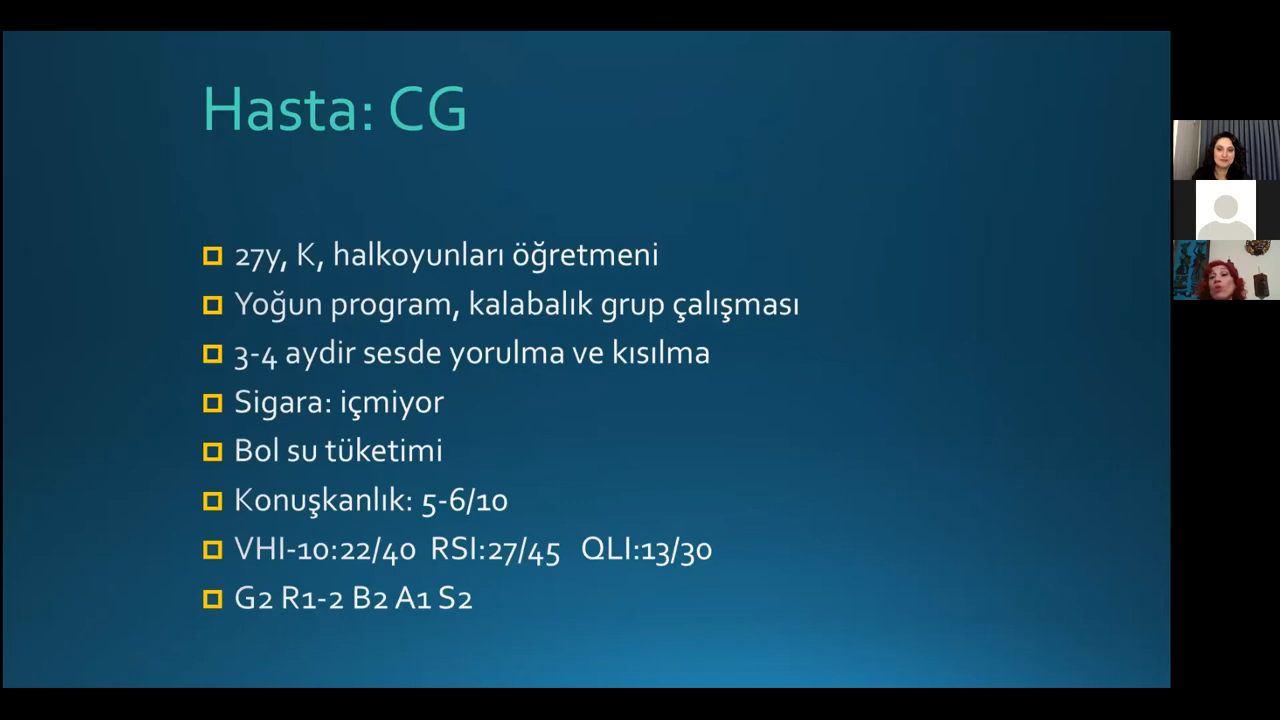 Hasta: CG
27y, K, halkoyunları öğretmeni
Yoğun program, kalabalık grup çalışması
3-4 aydir sesde yorulma ve kısılma
Sigara: içmiyor
Bol su tüketimi
Konuşkanlık: 5-6/10
VHI-10:22/40 RSI:27/45 QLI:13/30
G2 R1-2 B2 A1 S2